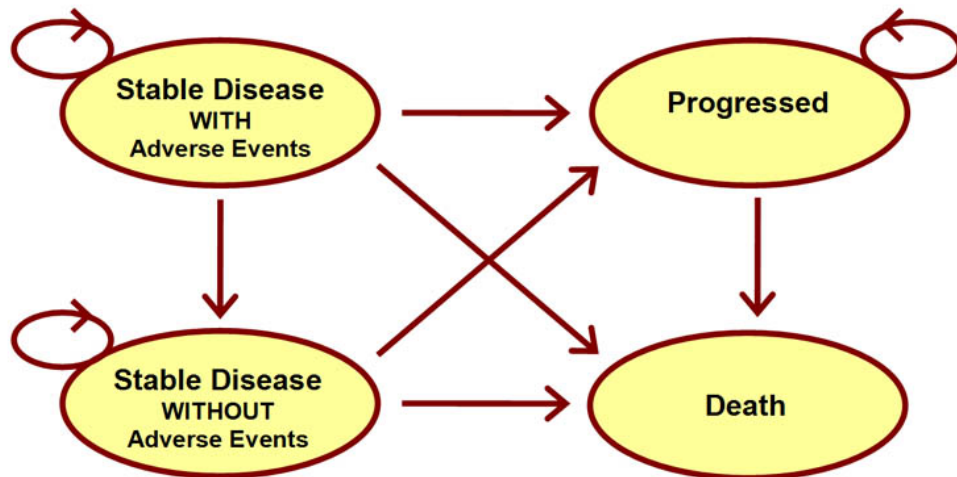 Stable Disease
WITH
Adverse Events
Progressed
Stable Disease
WITHOUT
Adverse Events
Death